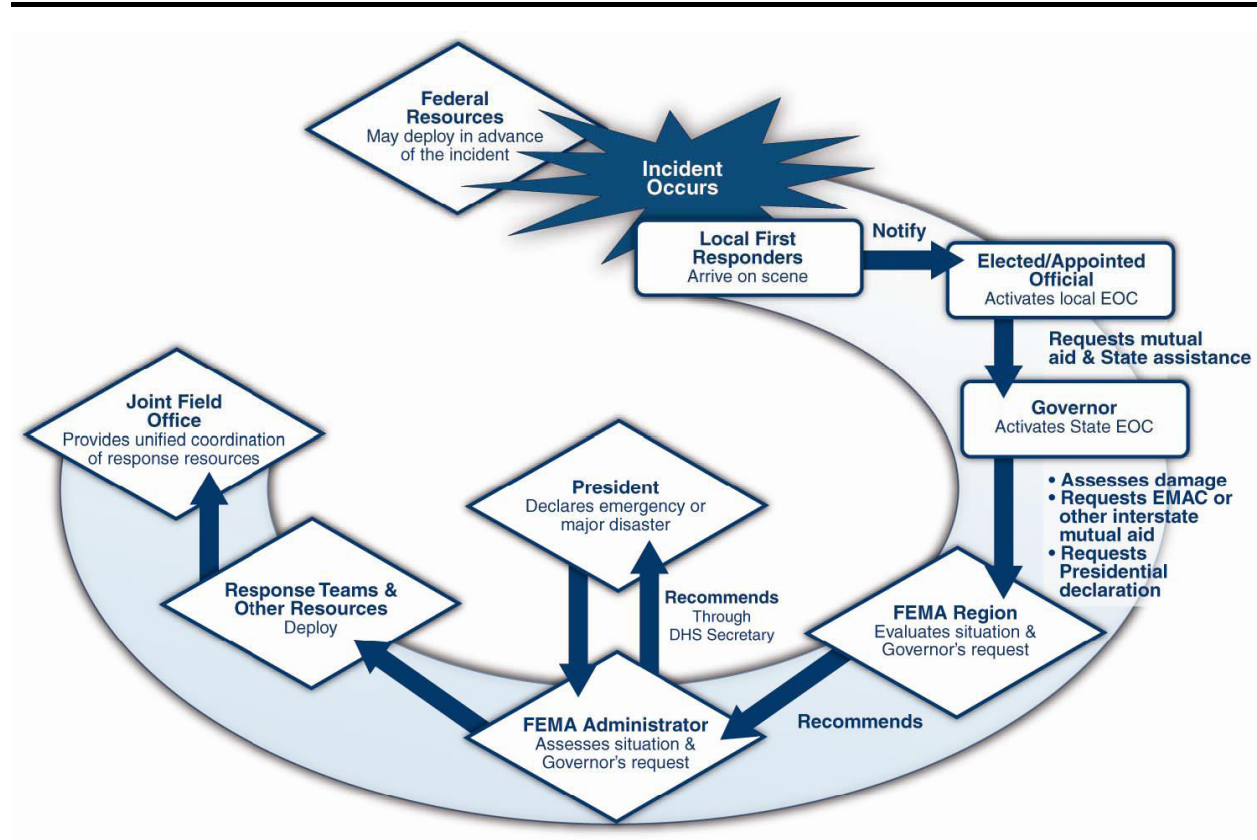 Federal
Resources
May deploy in advance
of the incident
Incident
Occurs
Local First
Responders
Arrive on scene
Notify
Elected/Appointed
Official
Activates local EOC
Requests mutual
aid & State assistance
Governor
Activates State EOC
• Assesses damage
• Requests EMAC or
other interstate
mutual aid
• Requests
Presidential
declaration
FEMA Region
Evaluates situation &
Governor's request
Recommends
FEMA Administrator
Assesses situation &
Governor's request
Recommends
Through
DHS Secretary
President
Declares emergency or
major disaster
Response Teams &
Other Resources
Deploy
Joint Field
Office
Provides unified coordination
of response resources